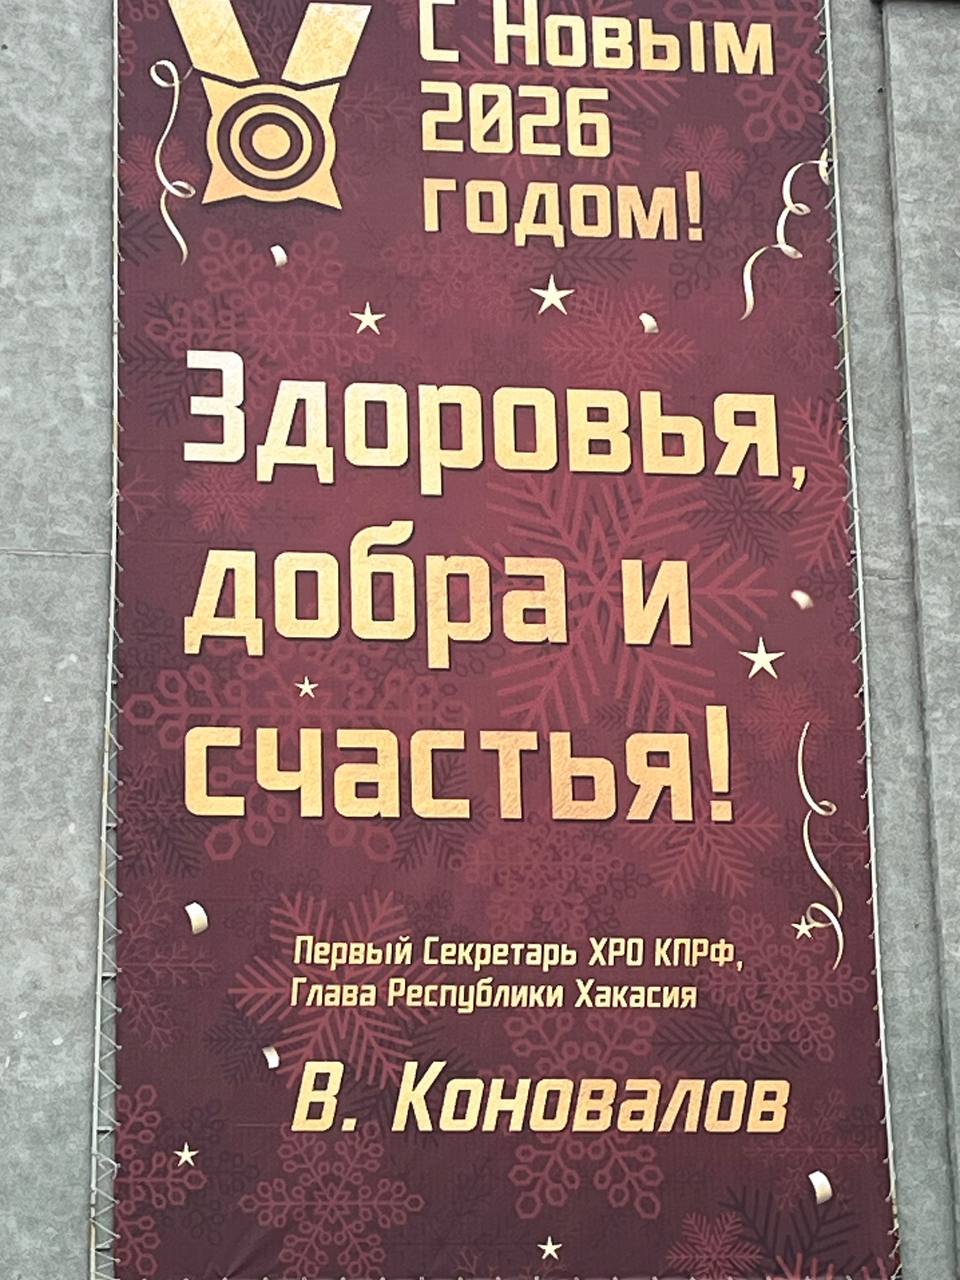 С Новым
2026
годом!
Здоровья,
добра и
счастья!
Первый Секретарь ХРО КПРФ,
Глава Республики Хакасия
В. Коновалов